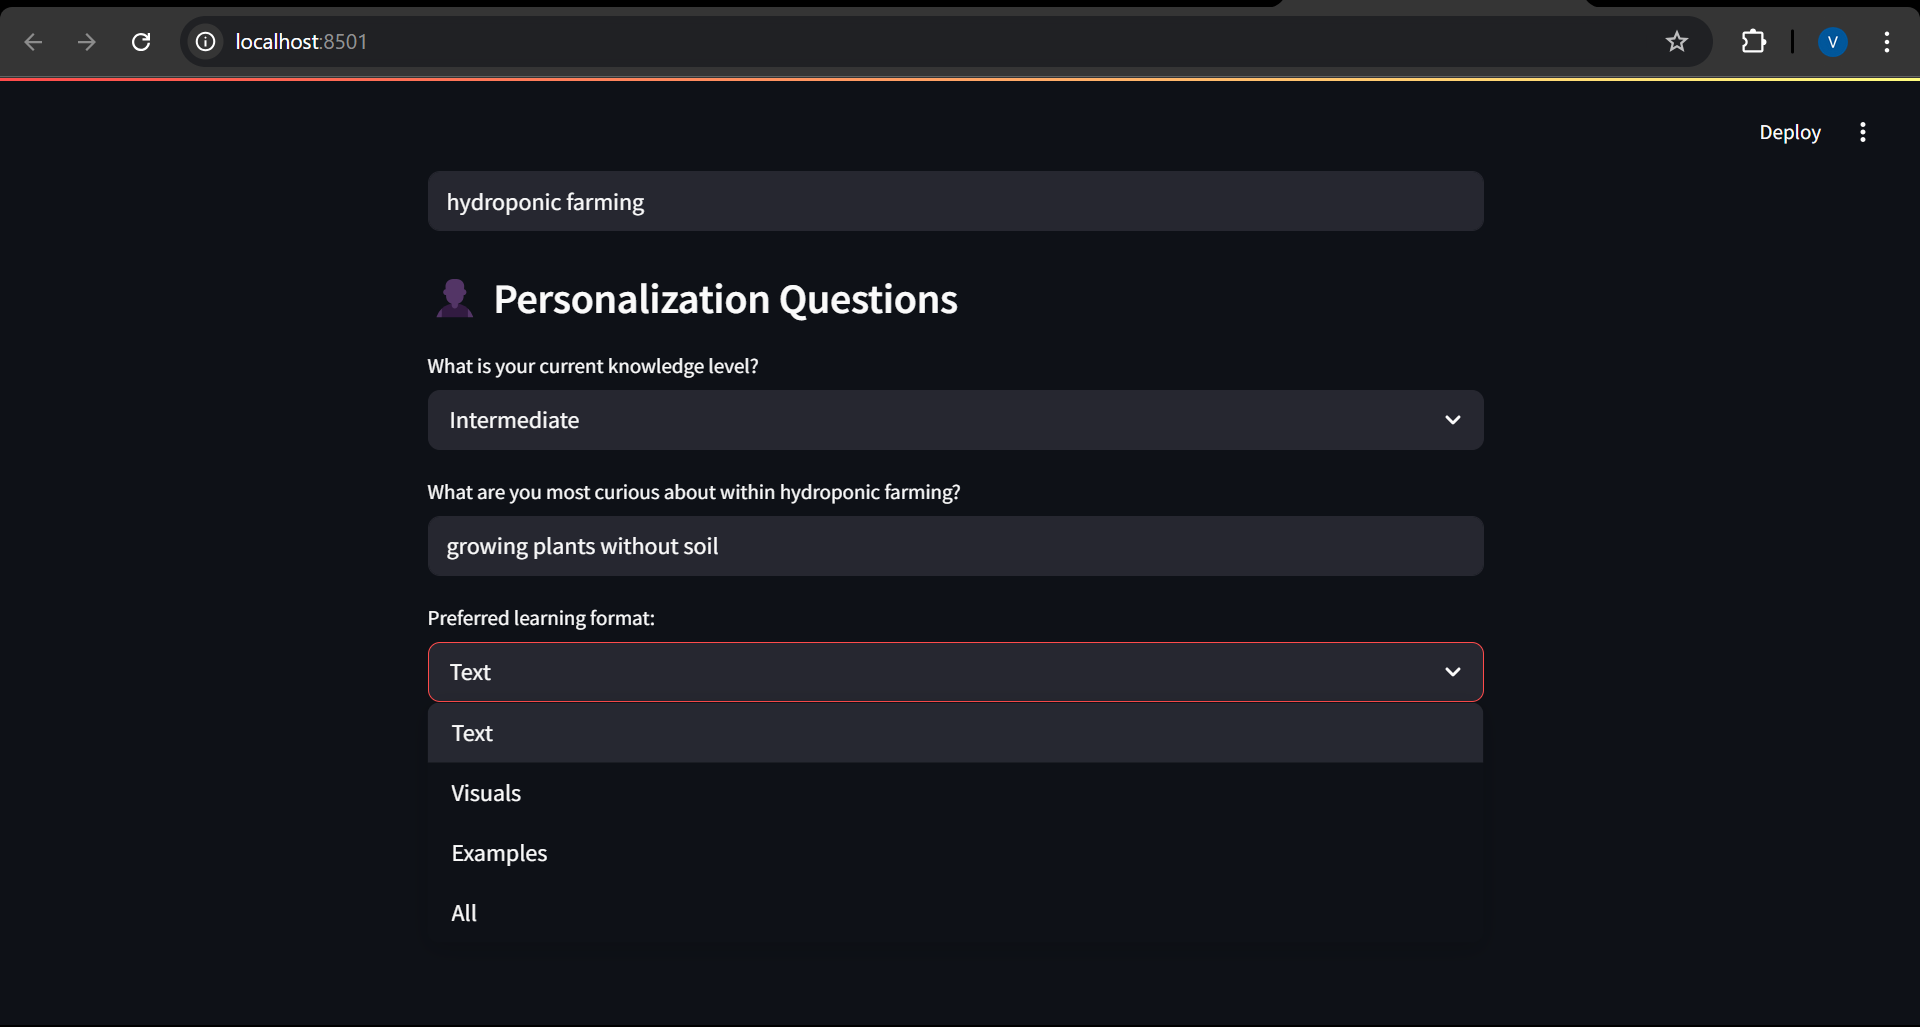 localhost:8501
V
Deploy
hydroponic farming
Personalization Questions
What is your current knowledge level?
Intermediate
What are you most curious about within hydroponic farming?
growing plants without soil
Preferred learning format:
Text
Text
Visuals
Examples
All